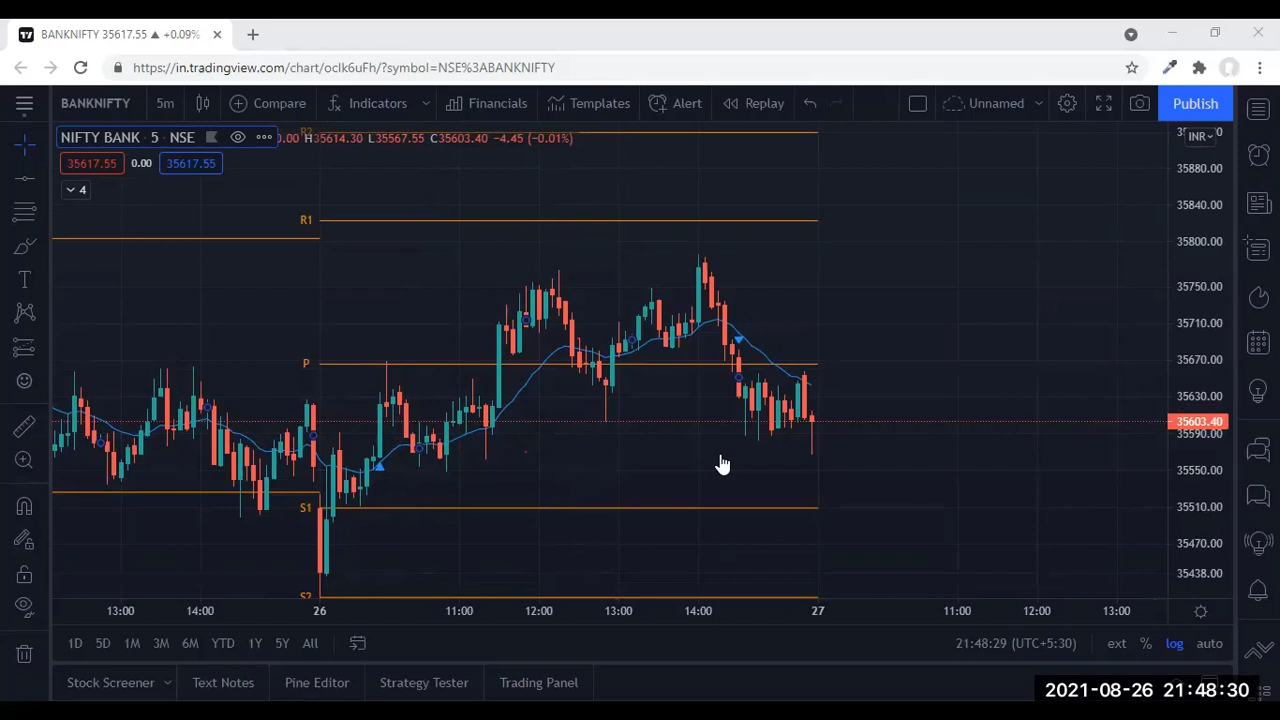 BANKNIFTY 35617.55 ▲ +0.09%
https://in.tradingview.com/chart/ocIk6uFh/?symbol=NSE%3ABANKNIFTY
BANKNIFTY 5m Compare Indicators Financials Templates Alert Replay Unnamed Publish
NIFTY BANK · 5 · NSE 0.00 H35614.30 L35567.55 C35603.40 −4.45 (−0.01%)
INR
35617.55 0.00 35617.55
4
35880.00
35840.00
R1
35800.00
35750.00
35710.00
P
35670.00
35630.00
35603.40
35590.00
35550.00
S1
35510.00
35470.00
35438.00
S2
13:00 14:00 26 11:00 12:00 13:00 14:00 27 11:00 12:00 13:00
1D 5D 1M 3M 6M YTD 1Y 5Y All 21:48:29 (UTC+5:30) ext % log auto
Stock Screener Text Notes Pine Editor Strategy Tester Trading Panel
2021-08-26 21:48:30